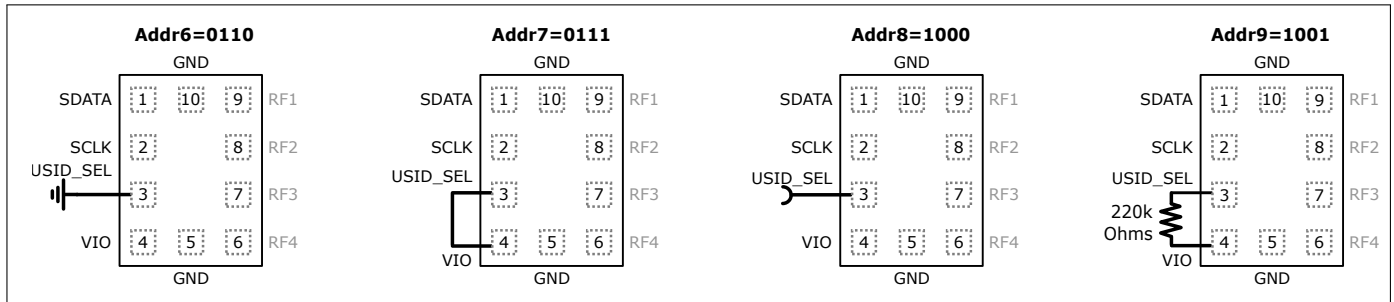 Addr6=0110
GND
SDATA 1 10 9 RF1
SCLK 2 8 RF2
USID_SEL
3 7 RF3
VIO 4 5 6 RF4
GND
Addr7=0111
GND
SDATA 1 10 9 RF1
SCLK 2 8 RF2
USID_SEL
3 7 RF3
4 5 6 RF4
VIO
GND
Addr8=1000
GND
SDATA 1 10 9 RF1
SCLK 2 8 RF2
USID_SEL
3 7 RF3
VIO 4 5 6 RF4
GND
Addr9=1001
GND
SDATA 1 10 9 RF1
SCLK 2 8 RF2
USID_SEL
3 7 RF3
220k
Ohms
4 5 6 RF4
VIO
GND